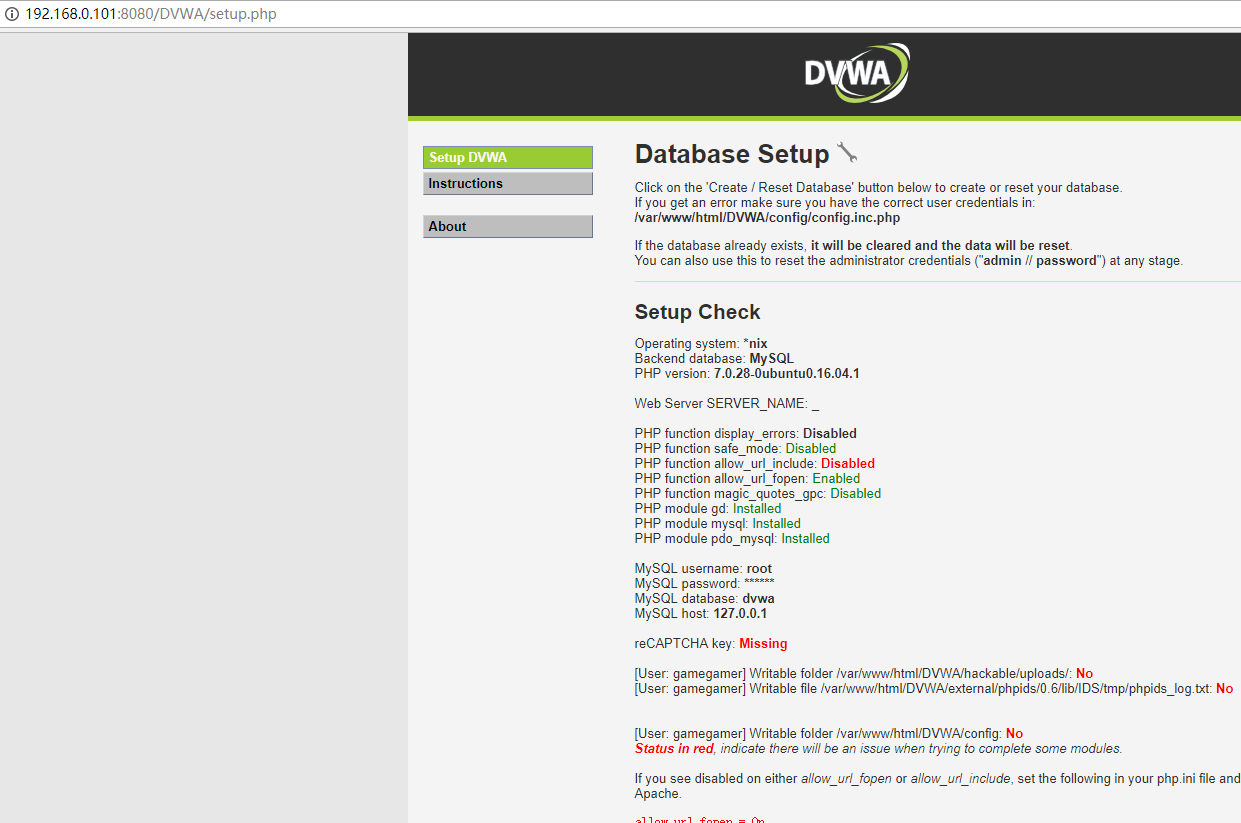 192.168.0.101:8080/DVWA/setup.php
DVWA
Setup DVWA
Instructions
About
Database Setup
Click on the 'Create / Reset Database' button below to create or reset your database.
If you get an error make sure you have the correct user credentials in:
/var/www/html/DVWA/config/config.inc.php
If the database already exists, it will be cleared and the data will be reset.
You can also use this to reset the administrator credentials ("admin // password") at any stage.
Setup Check
Operating system: *nix
Backend database: MySQL
PHP version: 7.0.28-0ubuntu0.16.04.1
Web Server SERVER_NAME: _
PHP function display_errors: Disabled
PHP function safe_mode: Disabled
PHP function allow_url_include: Disabled
PHP function allow_url_fopen: Enabled
PHP function magic_quotes_gpc: Disabled
PHP module gd: Installed
PHP module mysql: Installed
PHP module pdo_mysql: Installed
MySQL username: root
MySQL password: ******
MySQL database: dvwa
MySQL host: 127.0.0.1
reCAPTCHA key: Missing
[User: gamegamer] Writable folder /var/www/html/DVWA/hackable/uploads/: No
[User: gamegamer] Writable file /var/www/html/DVWA/external/phpids/0.6/lib/IDS/tmp/phpids_log.txt: No
[User: gamegamer] Writable folder /var/www/html/DVWA/config: No
Status in red, indicate there will be an issue when trying to complete some modules.
If you see disabled on either allow_url_fopen or allow_url_include, set the following in your php.ini file and
Apache.
allow_url_fopen = On